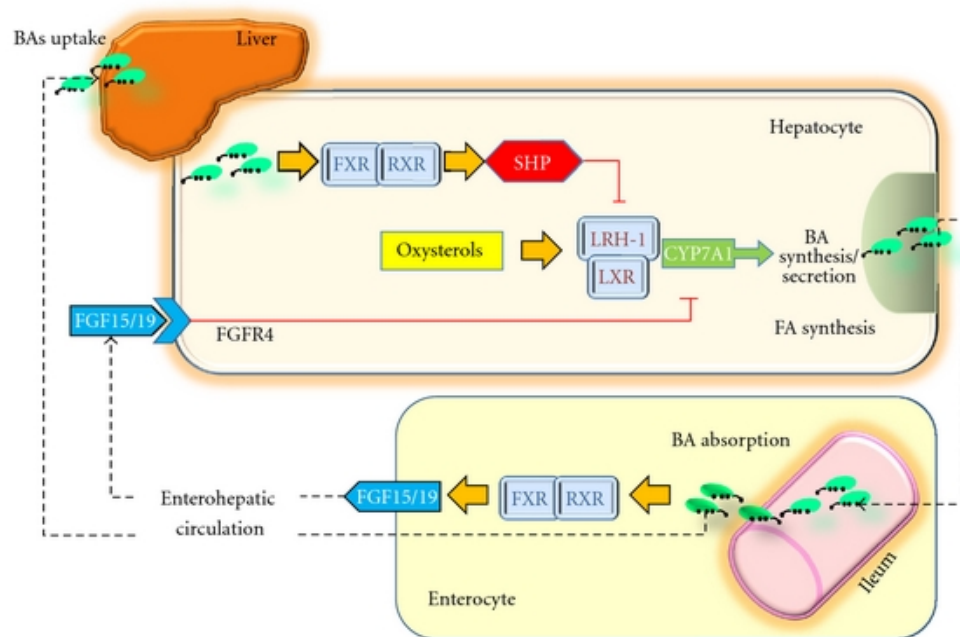 BAs uptake
Liver
Hepatocyte
FXR
RXR
SHP
LRH-1
Oxysterols
CYP7A1
BA
synthesis/
secretion
LXR
FGF15/19
FGFR4
FA synthesis
BA absorption
FGF15/19
FXR
RXR
Enterohepatic
circulation
Ileum
Enterocyte